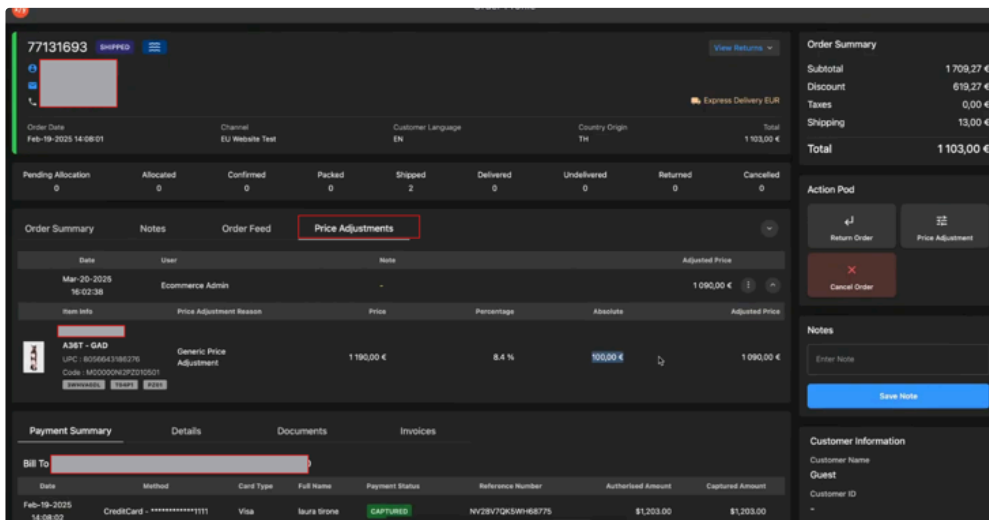 77131693 SHIPPED
View Returns
Express Delivery EUR
Order Date Channel Customer Language Country Origin Total
Feb-19-2025 14:08:01 EU Website Test EN TH 1 103,00 €
Pending Allocation Allocated Confirmed Packed Shipped Delivered Undelivered Returned Cancelled
0 0 0 0 2 0 0 0 0
Order Summary Notes Order Feed Price Adjustments
Date User Note Adjusted Price
Mar-20-2025
16:02:38
Ecommerce Admin - 1 090,00 €
Item Info Price Adjustment Reason Price Percentage Absolute Adjusted Price
A36T - GAD
UPC : 8056643186276
Code : M00000NI2PZ010501
Generic Price
Adjustment
1 190,00 € 8.4 % 100,00 € 1 090,00 €
PZ01
Payment Summary Details Documents Invoices
Bill To
Date Method Card Type Full Name Payment Status Reference Number Authorised Amount Captured Amount
Feb-19-2025
14:08:02
CreditCard - ************1111 Visa laura tirone CAPTURED NV28V7QK5WH68775 $1,203.00 $1,203.00
Order Summary
Subtotal 1 709,27 €
Discount 619,27 €
Taxes 0,00 €
Shipping 13,00 €
Total 1 103,00 €
Action Pod
Return Order Price Adjustment
Cancel Order
Notes
Enter Note
Save Note
Customer Information
Customer Name
Guest
Customer ID
-